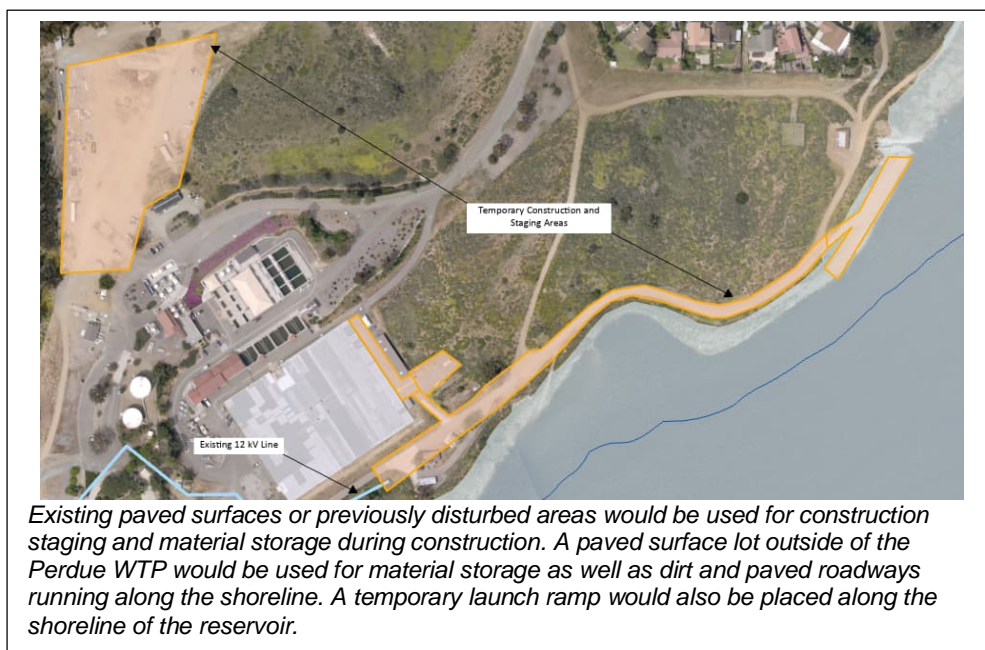 Temporary Construction and
Staging Areas
Existing 12 kV Line
Existing paved surfaces or previously disturbed areas would be used for construction
staging and material storage during construction. A paved surface lot outside of the
Perdue WTP would be used for material storage as well as dirt and paved roadways
running along the shoreline. A temporary launch ramp would also be placed along the
shoreline of the reservoir.